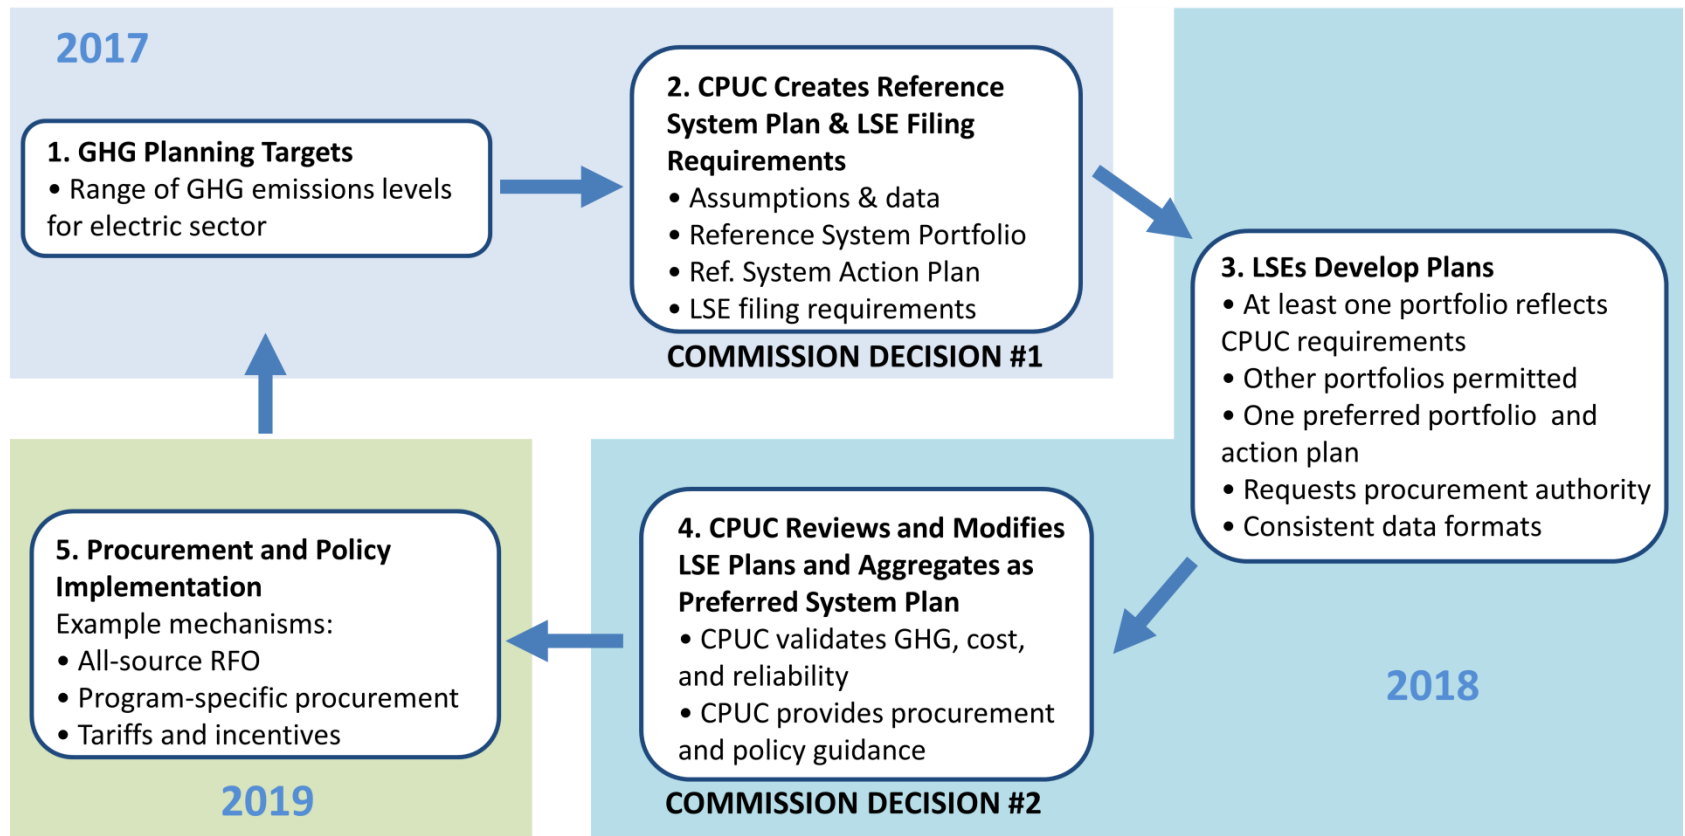 2017
1. GHG Planning Targets
• Range of GHG emissions levels
for electric sector
2. CPUC Creates Reference
System Plan & LSE Filing
Requirements
• Assumptions & data
• Reference System Portfolio
• Ref. System Action Plan
• LSE filing requirements
COMMISSION DECISION #1
3. LSEs Develop Plans
• At least one portfolio reflects
CPUC requirements
• Other portfolios permitted
• One preferred portfolio and
action plan
• Requests procurement authority
• Consistent data formats
2018
4. CPUC Reviews and Modifies
LSE Plans and Aggregates as
Preferred System Plan
• CPUC validates GHG, cost,
and reliability
• CPUC provides procurement
and policy guidance
COMMISSION DECISION #2
5. Procurement and Policy
Implementation
Example mechanisms:
• All-source RFO
• Program-specific procurement
• Tariffs and incentives
2019